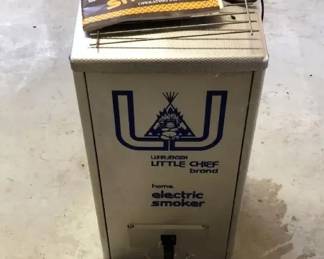 LUHR JENSEN
LITTLE CHIEF
brand
home
electric
smoker